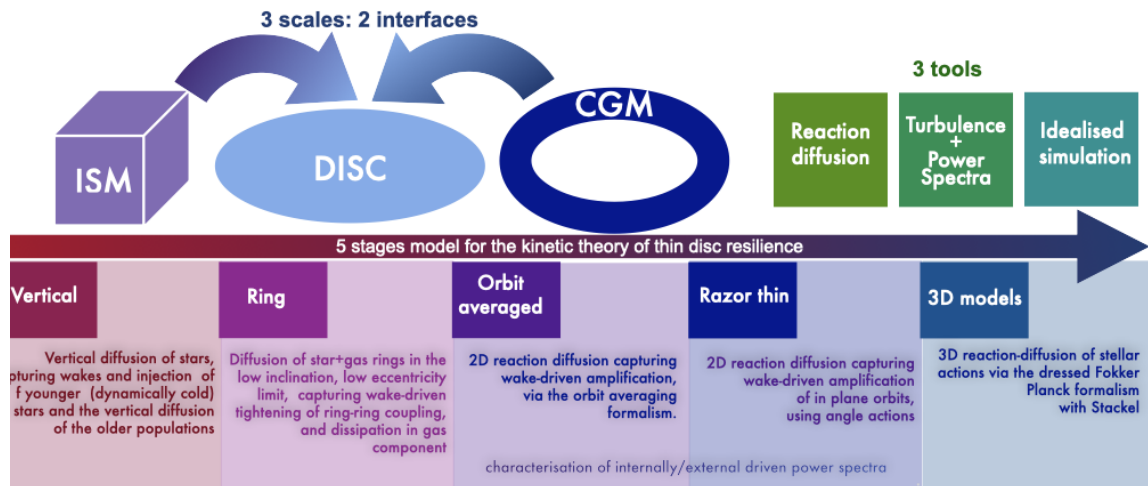 3 scales: 2 interfaces
ISM
DISC
CGM
3 tools
Reaction
diffusion
Turbulence
+
Power
Spectra
Idealised
simulation
5 stages model for the kinetic theory of thin disc resilience
Vertical
Vertical diffusion of stars,
pturing wakes and injection of
f younger (dynamically cold)
stars and the vertical diffusion
of the older populations
Ring
Diffusion of star+gas rings in the
low inclination, low eccentricity
limit, capturing wake-driven
tightening of ring-ring coupling,
and dissipation in gas
component
Orbit
averaged
2D reaction diffusion capturing
wake-driven amplification,
via the orbit averaging
formalism.
Razor thin
2D reaction diffusion capturing
wake-driven amplification
of in plane orbits,
using angle actions
3D models
3D reaction-diffusion of stellar
actions via the dressed Fokker
Planck formalism
with Stackel
characterisation of internally/external driven power spectra